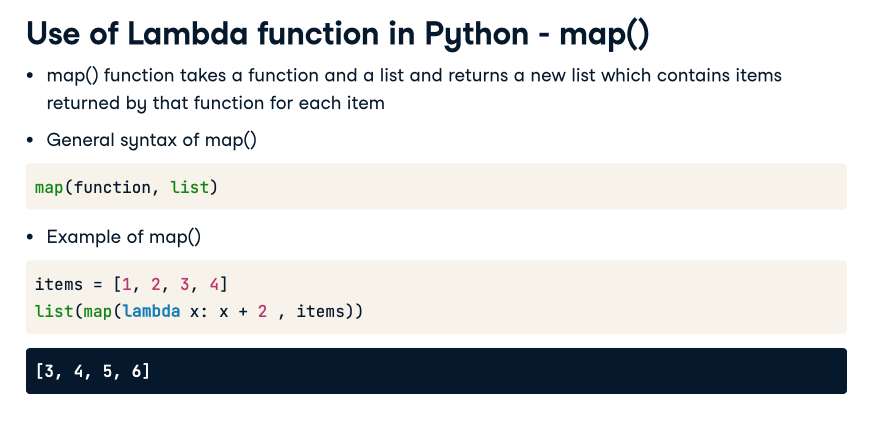 Use of Lambda function in Python - map()
• map() function takes a function and a list and returns a new list which contains items
returned by that function for each item
• General syntax of map()
map(function, list)
• Example of map()
items = [1, 2, 3, 4]
list(map(lambda x: x + 2 , items))
[3, 4, 5, 6]